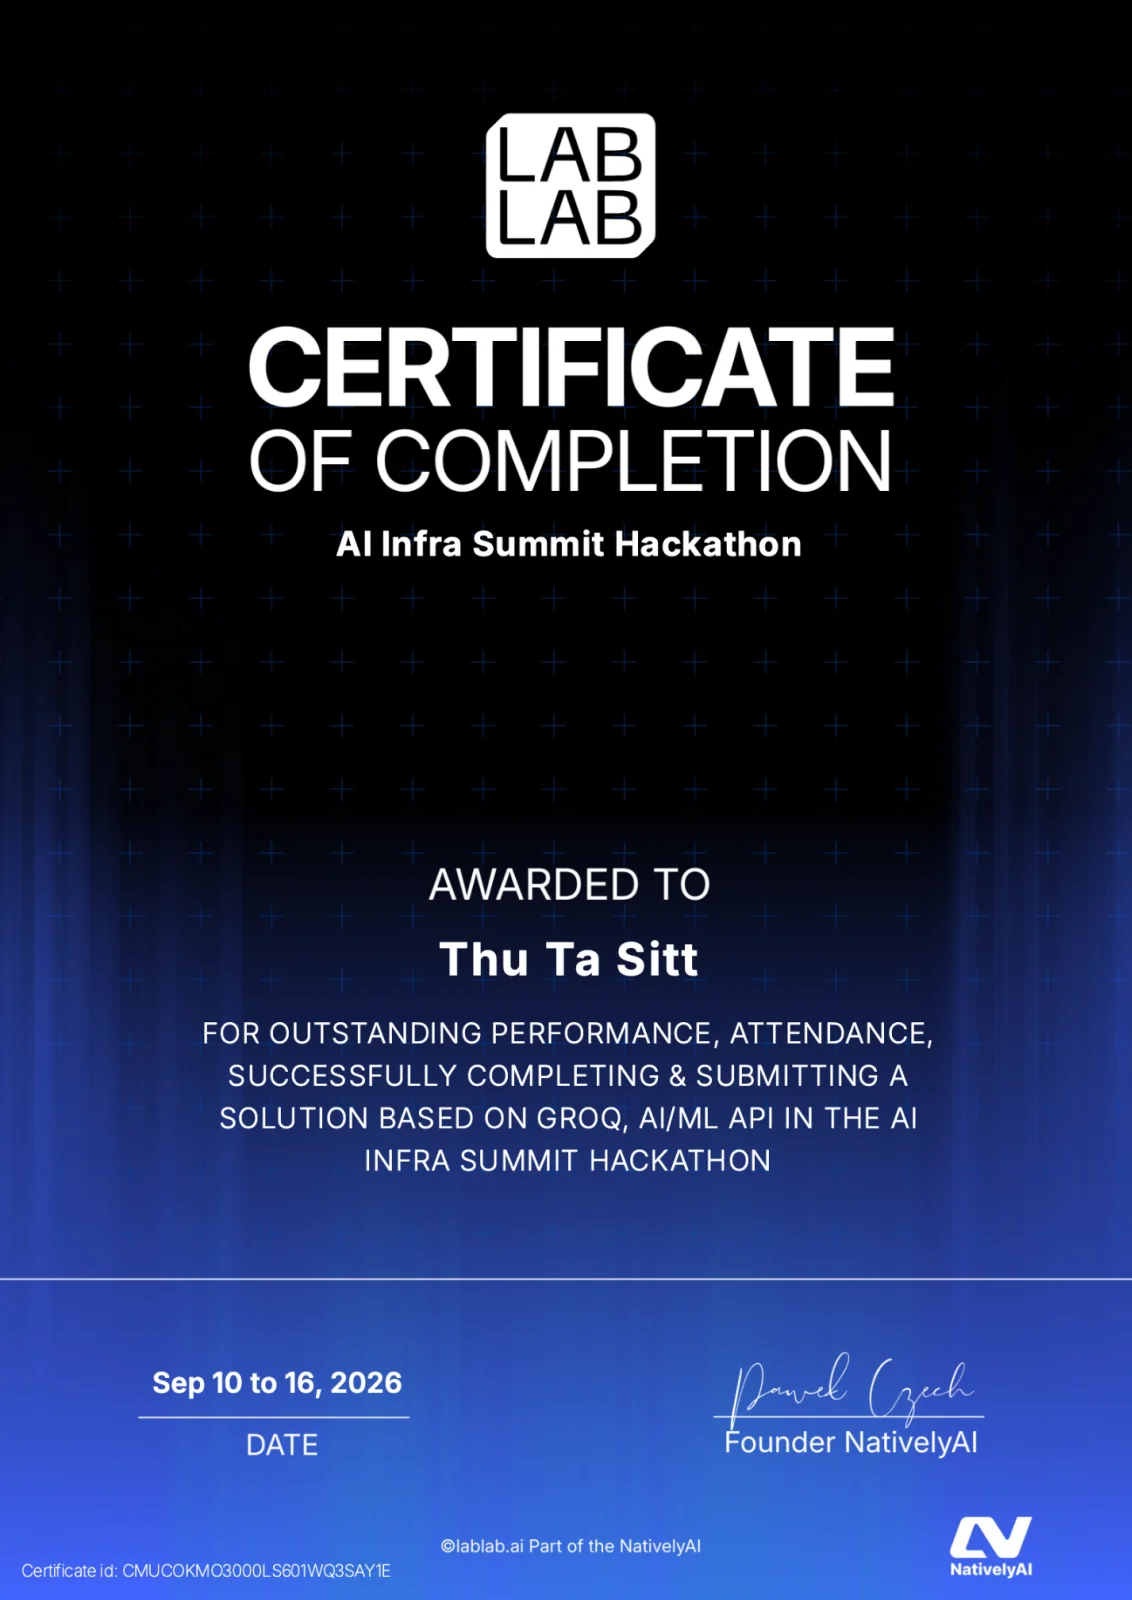 LAB
LAB
CERTIFICATE
OF COMPLETION
AI Infra Summit Hackathon
AWARDED TO
Thu Ta Sitt
FOR OUTSTANDING PERFORMANCE, ATTENDANCE,
SUCCESSFULLY COMPLETING & SUBMITTING A
SOLUTION BASED ON GROQ, AI/ML API IN THE AI
INFRA SUMMIT HACKATHON
Sep 10 to 16, 2026
DATE
Pawel Czech
Founder NativelyAI
©lablab.ai Part of the NativelyAI
NativelyAI
Certificate id: CMUCOKMO3000LS601WQ3SAY1E